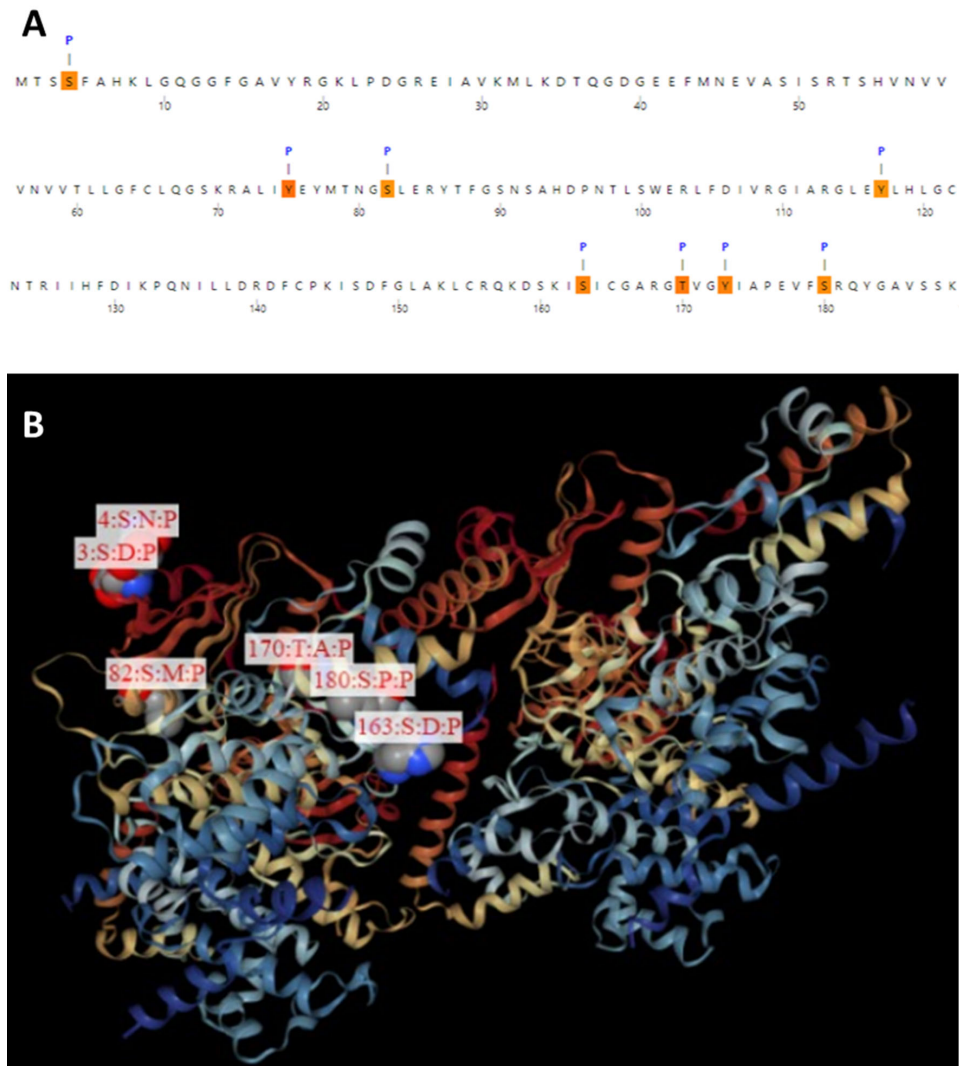 A
P
M T S S F A H K L G Q G G F G A V Y R G K L P D G R E I A V K M L K D T Q G D G E E F M N E V A S I S R T S H V N V V
10 20 30 40 50
P P P
V N V V T L L G F C L Q G S K R A L I Y E Y M T N G S L E R Y T F G S N S A H D P N T L S W E R L F D I V R G I A R G L E Y L H L G C
60 70 80 90 100 110 120
P P P P
N T R I I H F D I K P Q N I L L D R D F C P K I S D F G L A K L C R Q K D S K I S I C G A R G T V G Y I A P E V F S R Q Y G A V S S K
130 140 150 160 170 180
B
4:S:N:P
3:S:D:P
170:T:A:P
82:S:M:P
180:S:P:P
163:S:D:P